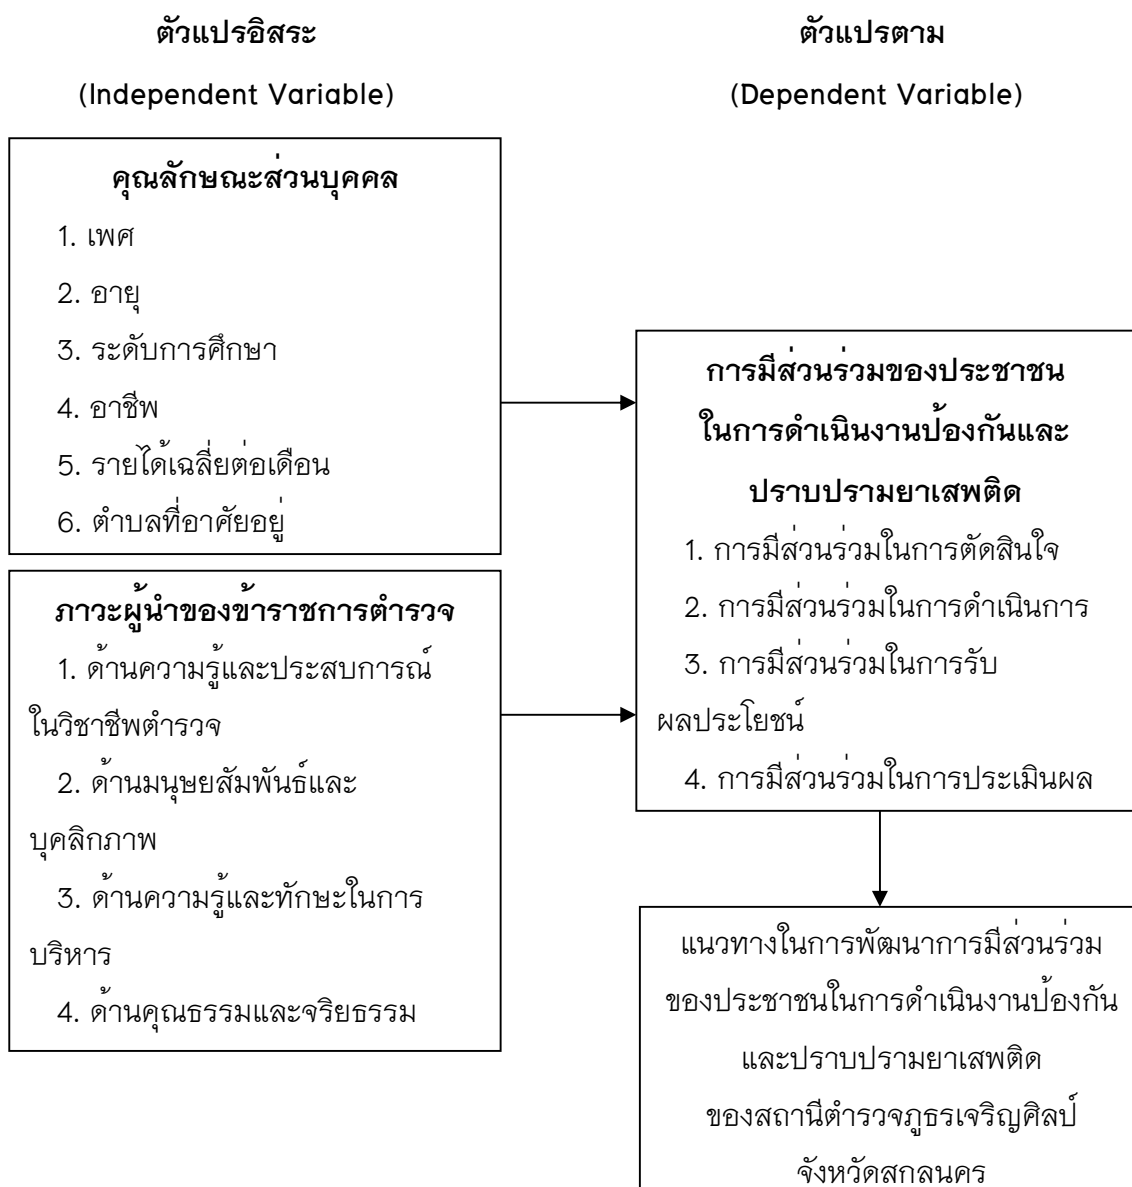 ตัวแปรอิสระ
(Independent Variable)
ตัวแปรตาม
(Dependent Variable)
คุณลักษณะส่วนบุคคล
1. เพศ
2. อายุ
3. ระดับการศึกษา
4. อาชีพ
5. รายได้เฉลี่ยต่อเดือน
6. ตำบลที่อาศัยอยู่
ภาวะผู้นำของข้าราชการตำรวจ
1. ด้านความรู้และประสบการณ์
ในวิชาชีพตำรวจ
2. ด้านมนุษยสัมพันธ์และ
บุคลิกภาพ
3. ด้านความรู้และทักษะในการ
บริหาร
4. ด้านคุณธรรมและจริยธรรม
การมีส่วนร่วมของประชาชน
ในการดำเนินงานป้องกันและ
ปราบปรามยาเสพติด
1. การมีส่วนร่วมในการตัดสินใจ
2. การมีส่วนร่วมในการดำเนินการ
3. การมีส่วนร่วมในการรับ
ผลประโยชน์
4. การมีส่วนร่วมในการประเมินผล
แนวทางในการพัฒนาการมีส่วนร่วม
ของประชาชนในการดำเนินงานป้องกัน
และปราบปรามยาเสพติด
ของสถานีตำรวจภูธรเจริญศิลป์
จังหวัดสกลนคร